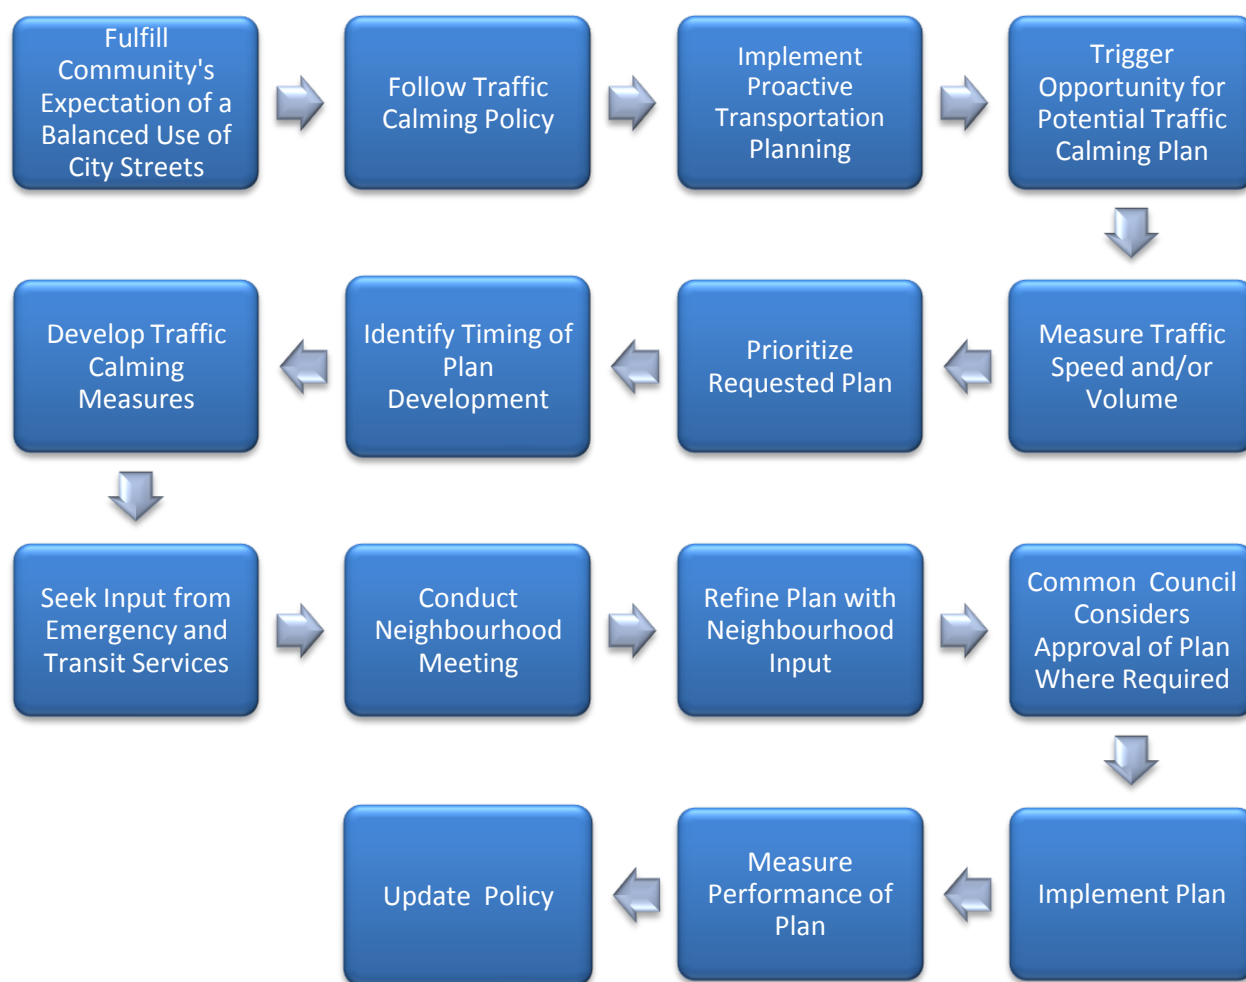 Fulfill
Community's
Expectation of a
Balanced Use of
City Streets
Follow Traffic
Calming Policy
Implement
Proactive
Transportation
Planning
Trigger
Opportunity for
Potential Traffic
Calming Plan
Measure Traffic
Speed and/or
Volume
Prioritize
Requested Plan
Identify Timing of
Plan
Development
Develop Traffic
Calming
Measures
Seek Input from
Emergency and
Transit Services
Conduct
Neighbourhood
Meeting
Refine Plan with
Neighbourhood
Input
Common Council
Considers
Approval of Plan
Where Required
Implement Plan
Measure
Performance of
Plan
Update Policy